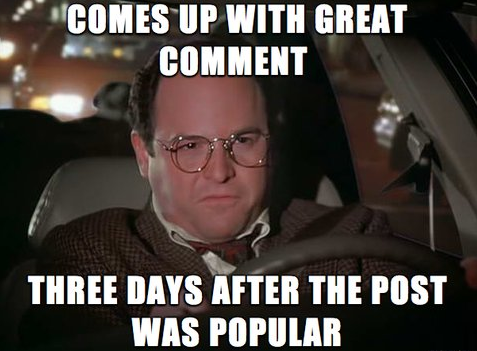 COMES UP WITH GREAT
COMMENT
THREE DAYS AFTER THE POST
WAS POPULAR